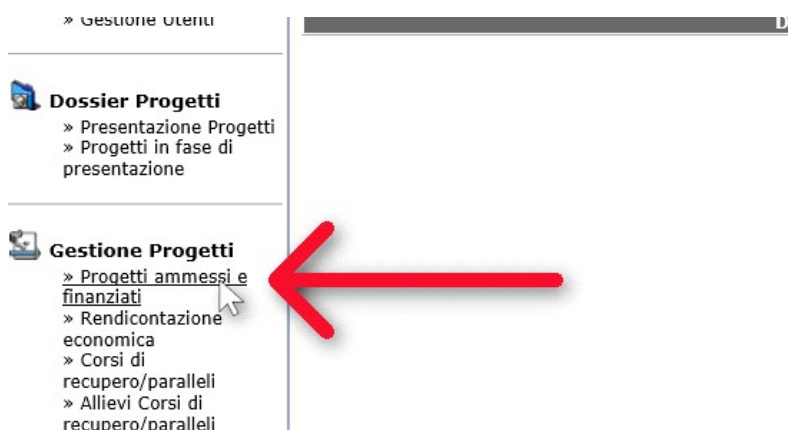 » Gestione Utenti
D
Dossier Progetti
» Presentazione Progetti
» Progetti in fase di
presentazione
Gestione Progetti
» Progetti ammessi e
finanziati
» Rendicontazione
economica
» Corsi di
recupero/paralleli
» Allievi Corsi di
recupero/paralleli